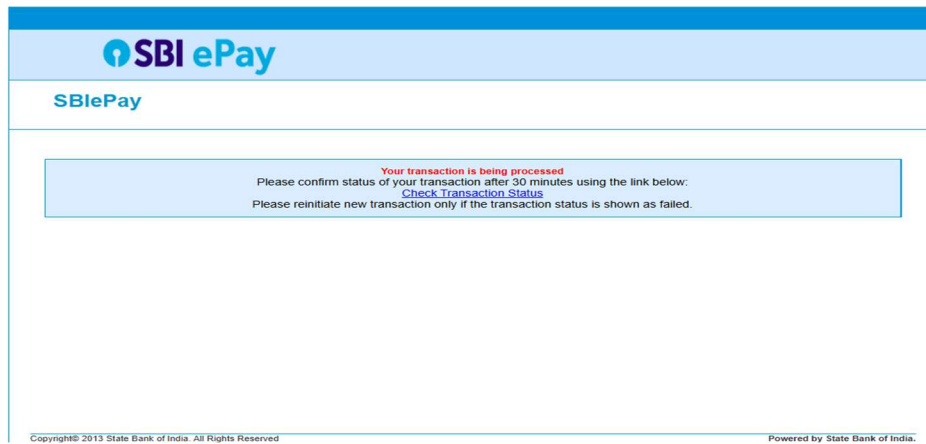 SBI ePay
SBIePay
Your transaction is being processed
Please confirm status of your transaction after 30 minutes using the link below:
Check Transaction Status
Please reinitiate new transaction only if the transaction status is shown as failed.
Copyright© 2013 State Bank of India. All Rights Reserved
Powered by State Bank of India.